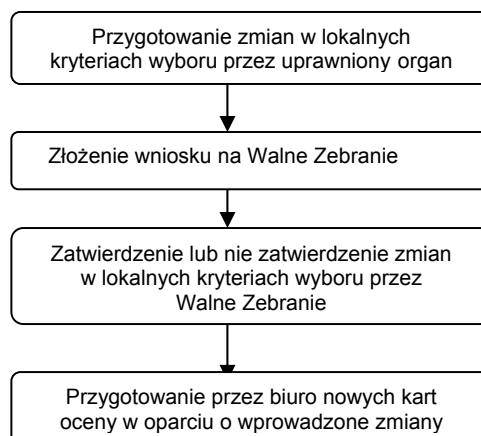 Przygotowanie zmian w lokalnych
kryteriach wyboru przez uprawniony organ
Złożenie wniosku na Walne Zebranie
Zatwierdzenie lub nie zatwierdzenie zmian
w lokalnych kryteriach wyboru przez
Walne Zebranie
Przygotowanie przez biuro nowych kart
oceny w oparciu o wprowadzone zmiany